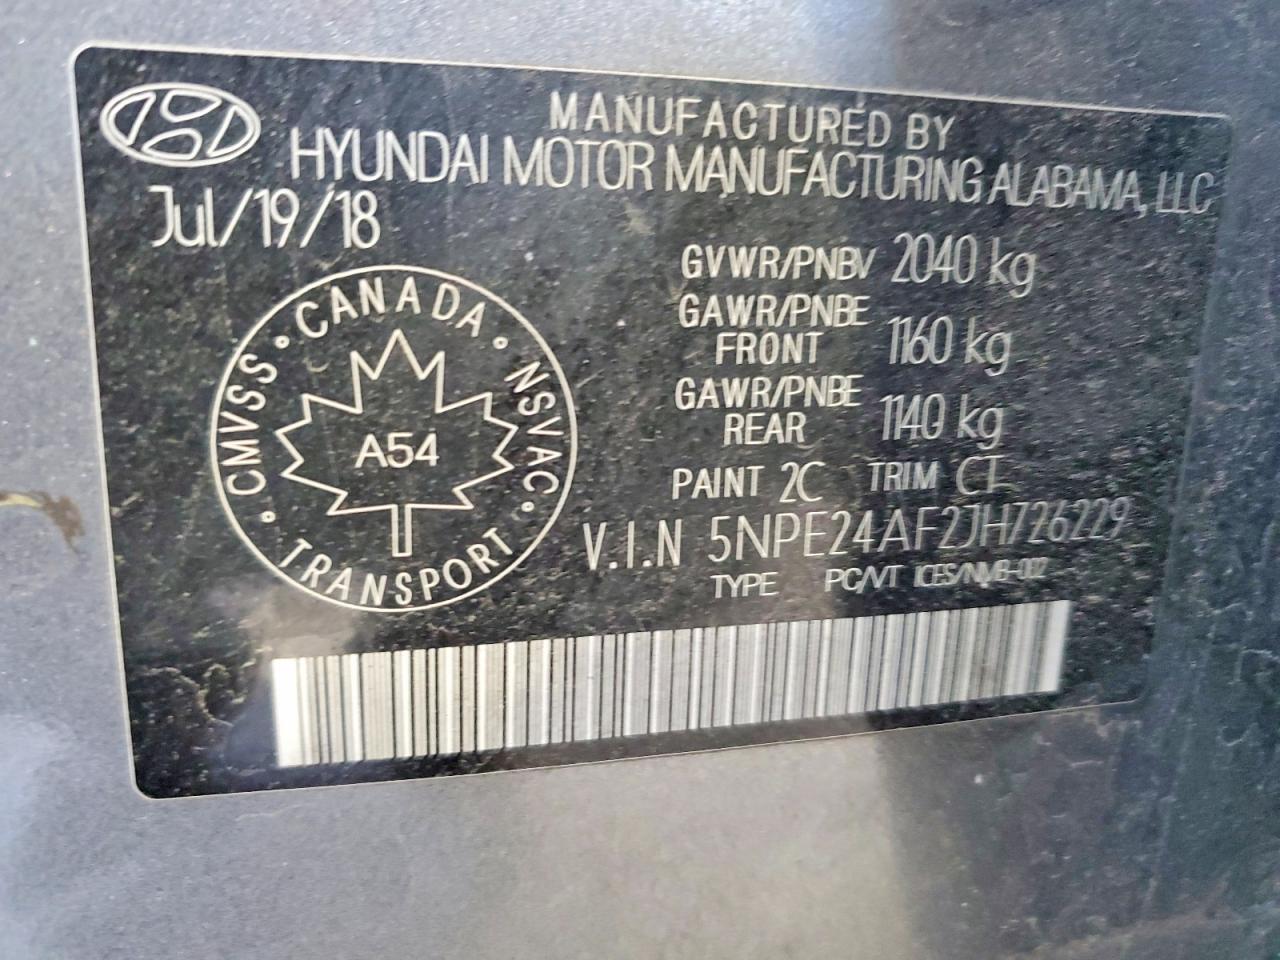 MANUFACTURED BY
HYUNDAI MOTOR MANUFACTURING ALABAMA, LLC
Jul/19/18
GVWR/PNBV 2040 kg
GAWR/PNBE FRONT 1160 kg
GAWR/PNBE REAR 1140 kg
PAINT 2C TRIM CT
V.I.N 5NPE24AF2JH726229
TYPE PC/VT ICES/NMB-002
CANADA
CMVSS · NSVAC
A54
TRANSPORT